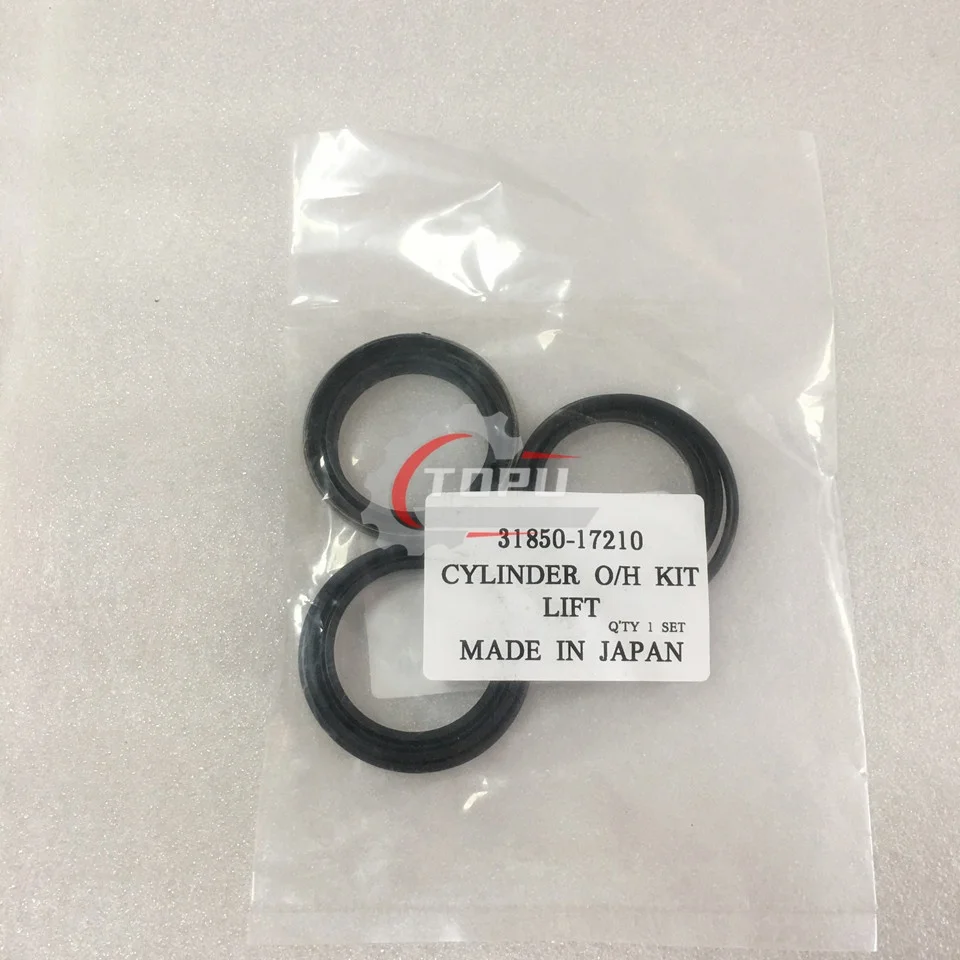 TOPU
31850-17210
CYLINDER O/H KIT
LIFT
Q'TY 1 SET
MADE IN JAPAN